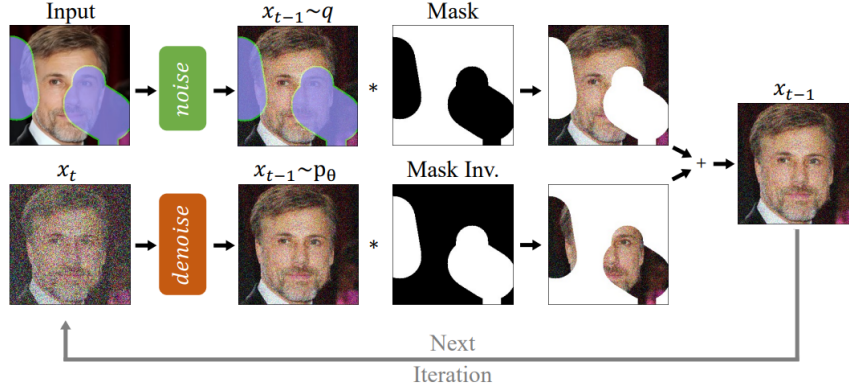 Input
x_{t-1}~q
Mask
noise
*
x_{t-1}
+
x_t
x_{t-1}~p_θ
Mask Inv.
denoise
*
Next
Iteration